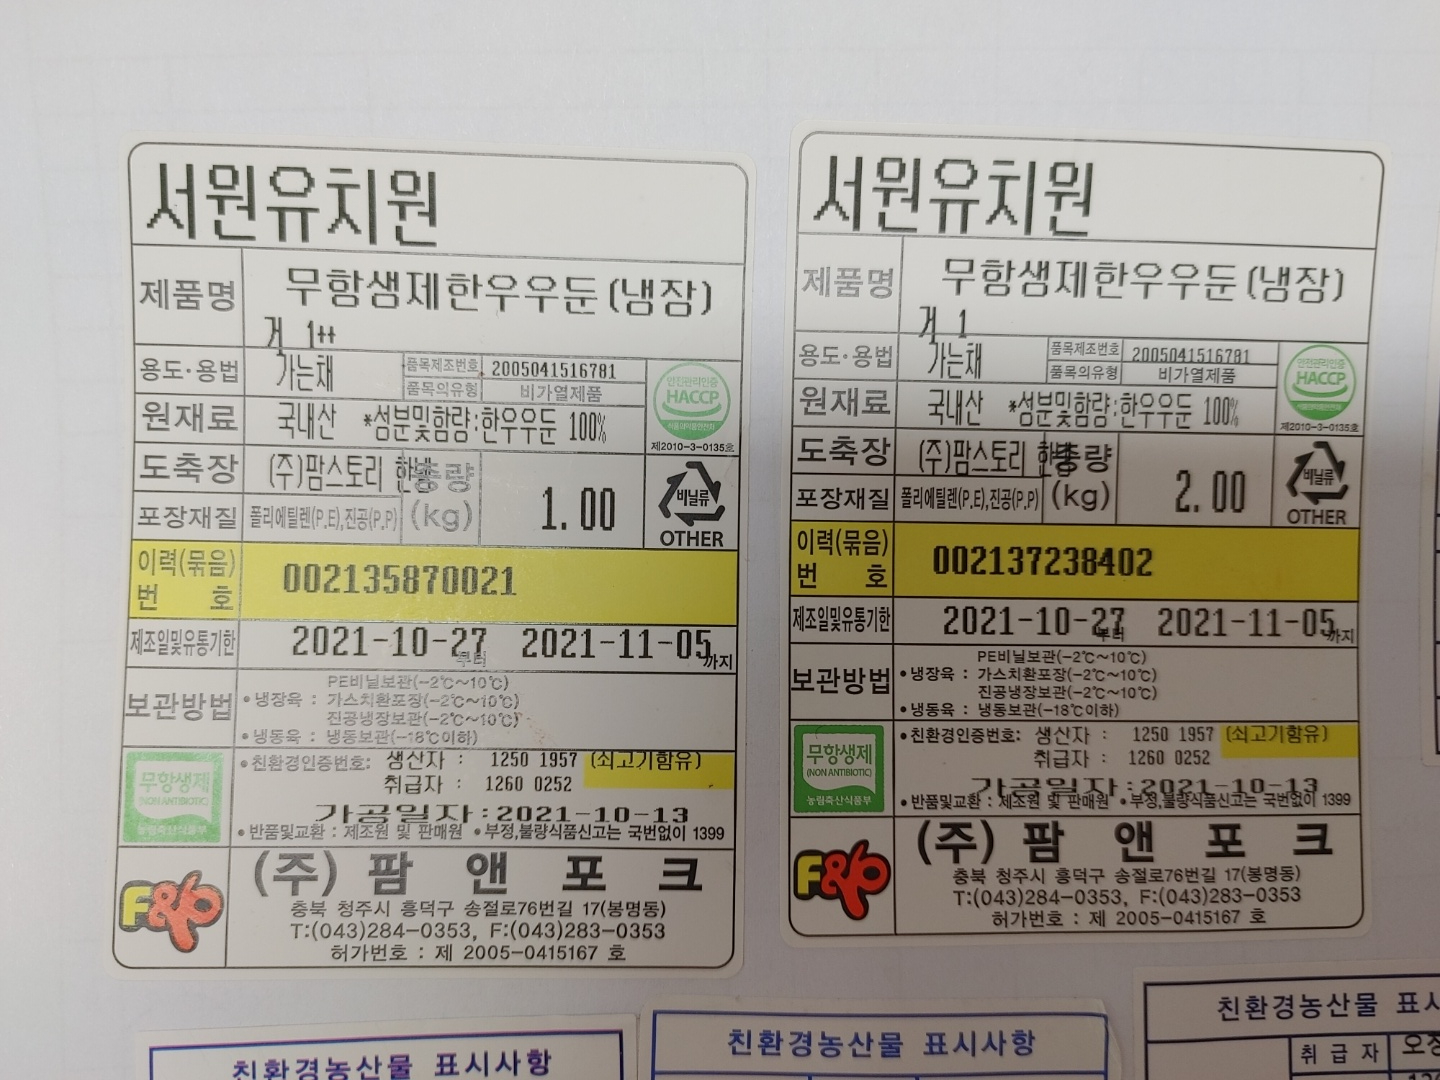 서원유치원
제품명 무항생제한우우둔(냉장)
거 1++
용도·용법 가는채 품목제조번호 2005041516781
품목의유형 비가열제품
원재료 국내산 *성분및함량:한우우둔 100%
안전관리인증
HACCP
제2010-3-0135호
도축장 (주)팜스토리 한냉 총량
(kg) 1.00
포장재질 폴리에틸렌(P.E),진공(P.P)
비닐류
OTHER
이력(묶음)
번 호 002135870021
제조일및유통기한 2021-10-27 부터 2021-11-05 까지
보관방법
PE비닐보관(-2℃~10℃)
•냉장육 : 가스치환포장(-2℃~10℃)
진공냉장보관(-2℃~10℃)
•냉동육 : 냉동보관(-18℃이하)
무항생제
(NON ANTIBIOTIC)
농림축산식품부
•친환경인증번호: 생산자 : 1250 1957 (쇠고기함유)
취급자 : 1260 0252
가공일자:2021-10-13
•반품및교환 : 제조원 및 판매원 •부정,불량식품신고는 국번없이 1399
F&P
(주) 팜 앤 포 크
충북 청주시 흥덕구 송절로76번길 17(봉명동)
T:(043)284-0353, F:(043)283-0353
허가번호 : 제 2005-0415167 호
서원유치원
제품명 무항생제한우우둔(냉장)
거 1
용도·용법 가는채 품목제조번호 2005041516781
품목의유형 비가열제품
원재료 국내산 *성분및함량:한우우둔 100%
안전관리인증
HACCP
제2010-3-0135호
도축장 (주)팜스토리 한냉 총량
(kg) 2.00
포장재질 폴리에틸렌(P.E),진공(P.P)
비닐류
OTHER
이력(묶음)
번 호 002137238402
제조일및유통기한 2021-10-27 부터 2021-11-05 까지
보관방법
PE비닐보관(-2℃~10℃)
•냉장육 : 가스치환포장(-2℃~10℃)
진공냉장보관(-2℃~10℃)
•냉동육 : 냉동보관(-18℃이하)
무항생제
(NON ANTIBIOTIC)
농림축산식품부
•친환경인증번호: 생산자 : 1250 1957 (쇠고기함유)
취급자 : 1260 0252
가공일자:2021-10-13
•반품및교환 : 제조원 및 판매원 •부정,불량식품신고는 국번없이 1399
F&P
(주) 팜 앤 포 크
충북 청주시 흥덕구 송절로76번길 17(봉명동)
T:(043)284-0353, F:(043)283-0353
허가번호 : 제 2005-0415167 호
친환경농산물 표시사항
친환경농산물 표시사항
친환경농산물 표시
취 급 자